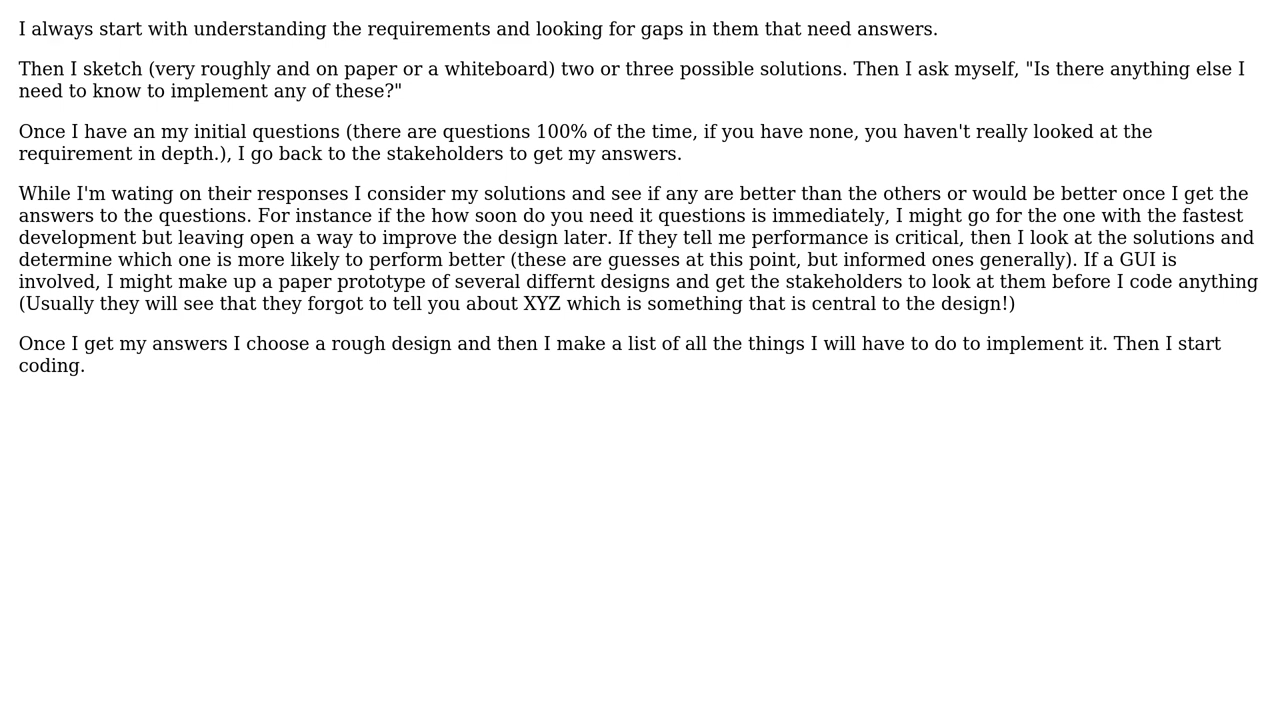 I always start with understanding the requirements and looking for gaps in them that need answers.
Then I sketch (very roughly and on paper or a whiteboard) two or three possible solutions. Then I ask myself, "Is there anything else I
need to know to implement any of these?"
Once I have an my initial questions (there are questions 100% of the time, if you have none, you haven't really looked at the
requirement in depth.), I go back to the stakeholders to get my answers.
While I'm wating on their responses I consider my solutions and see if any are better than the others or would be better once I get the
answers to the questions. For instance if the how soon do you need it questions is immediately, I might go for the one with the fastest
development but leaving open a way to improve the design later. If they tell me performance is critical, then I look at the solutions and
determine which one is more likely to perform better (these are guesses at this point, but informed ones generally). If a GUI is
involved, I might make up a paper prototype of several differnt designs and get the stakeholders to look at them before I code anything
(Usually they will see that they forgot to tell you about XYZ which is something that is central to the design!)
Once I get my answers I choose a rough design and then I make a list of all the things I will have to do to implement it. Then I start
coding.